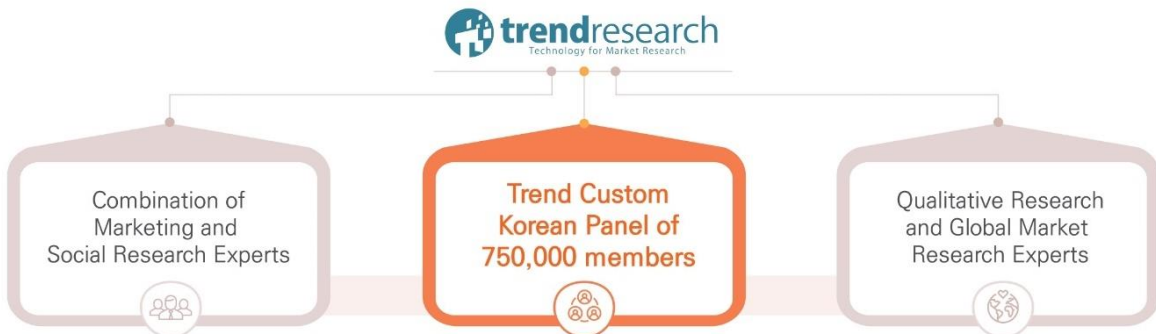 trendresearch
Technology for Market Research
Combination of
Marketing and
Social Research Experts
Trend Custom
Korean Panel of
750,000 members
Qualitative Research
and Global Market
Research Experts